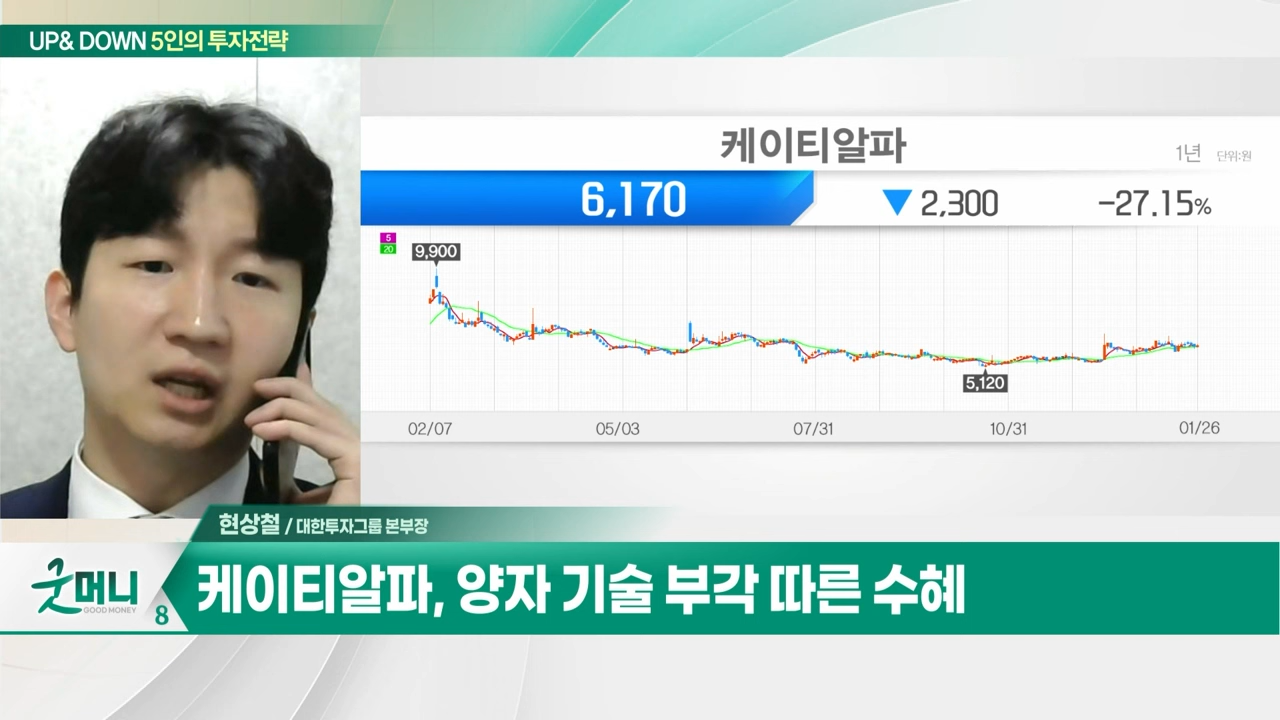 UP& DOWN 5인의 투자전략
케이티알파
1년 단위:원
6,170 ▼ 2,300 -27.15%
5
20
9,900
5,120
02/07 05/03 07/31 10/31 01/26
현상철 / 대한투자그룹 본부장
굿머니
GOOD MONEY
8
케이티알파, 양자 기술 부각 따른 수혜